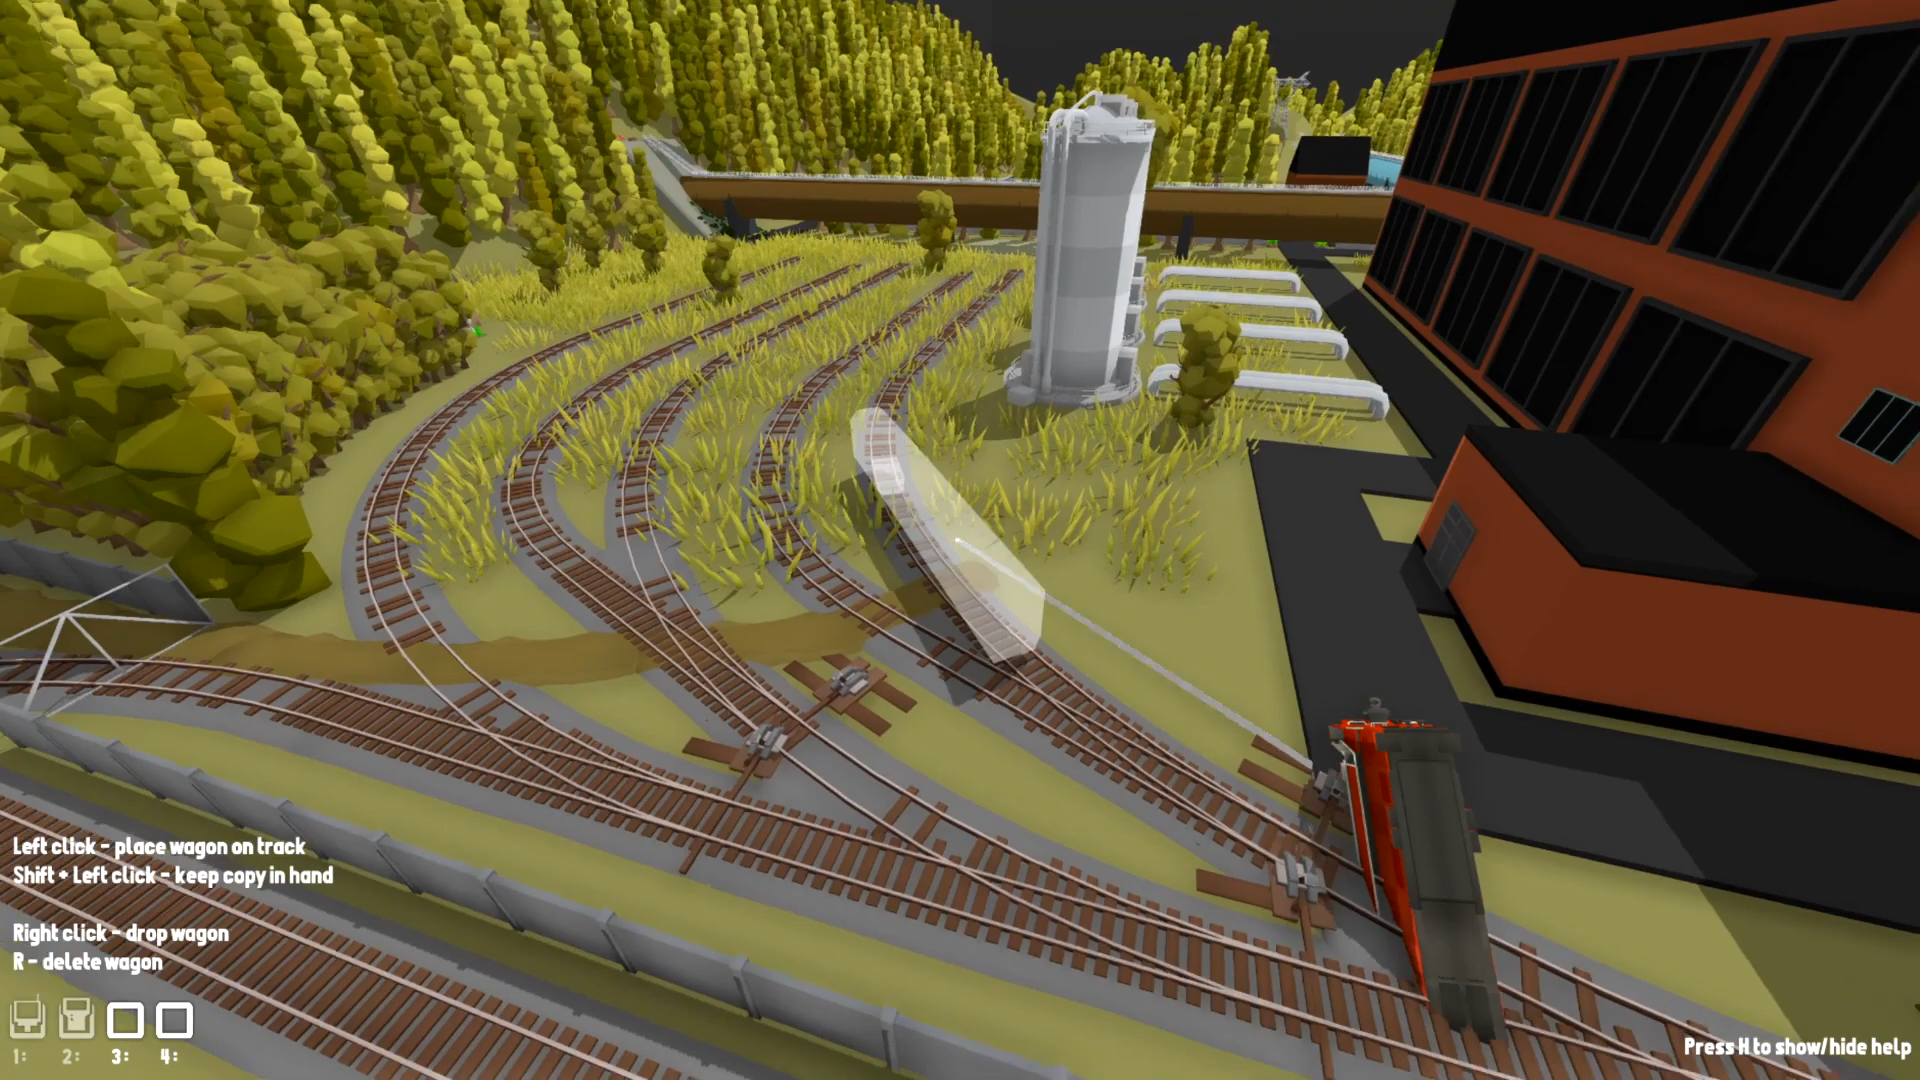 Left click - place wagon on track
Shift + Left click - keep copy in hand
Right click - drop wagon
R - delete wagon
1: 2: 3: 4:
Press H to show/hide help